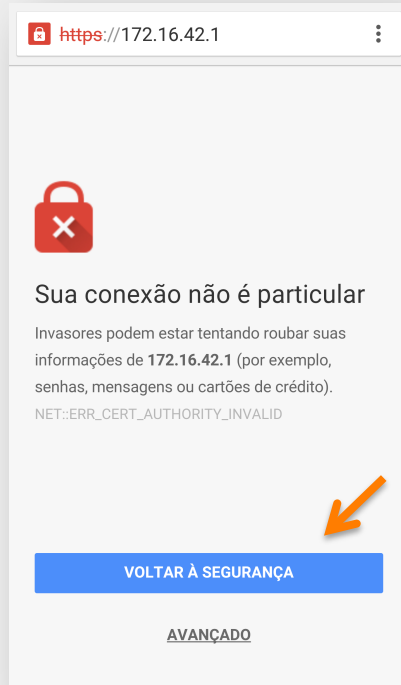 https://172.16.42.1
Sua conexão não é particular
Invasores podem estar tentando roubar suas
informações de 172.16.42.1 (por exemplo,
senhas, mensagens ou cartões de crédito).
NET::ERR_CERT_AUTHORITY_INVALID
VOLTAR À SEGURANÇA
AVANÇADO